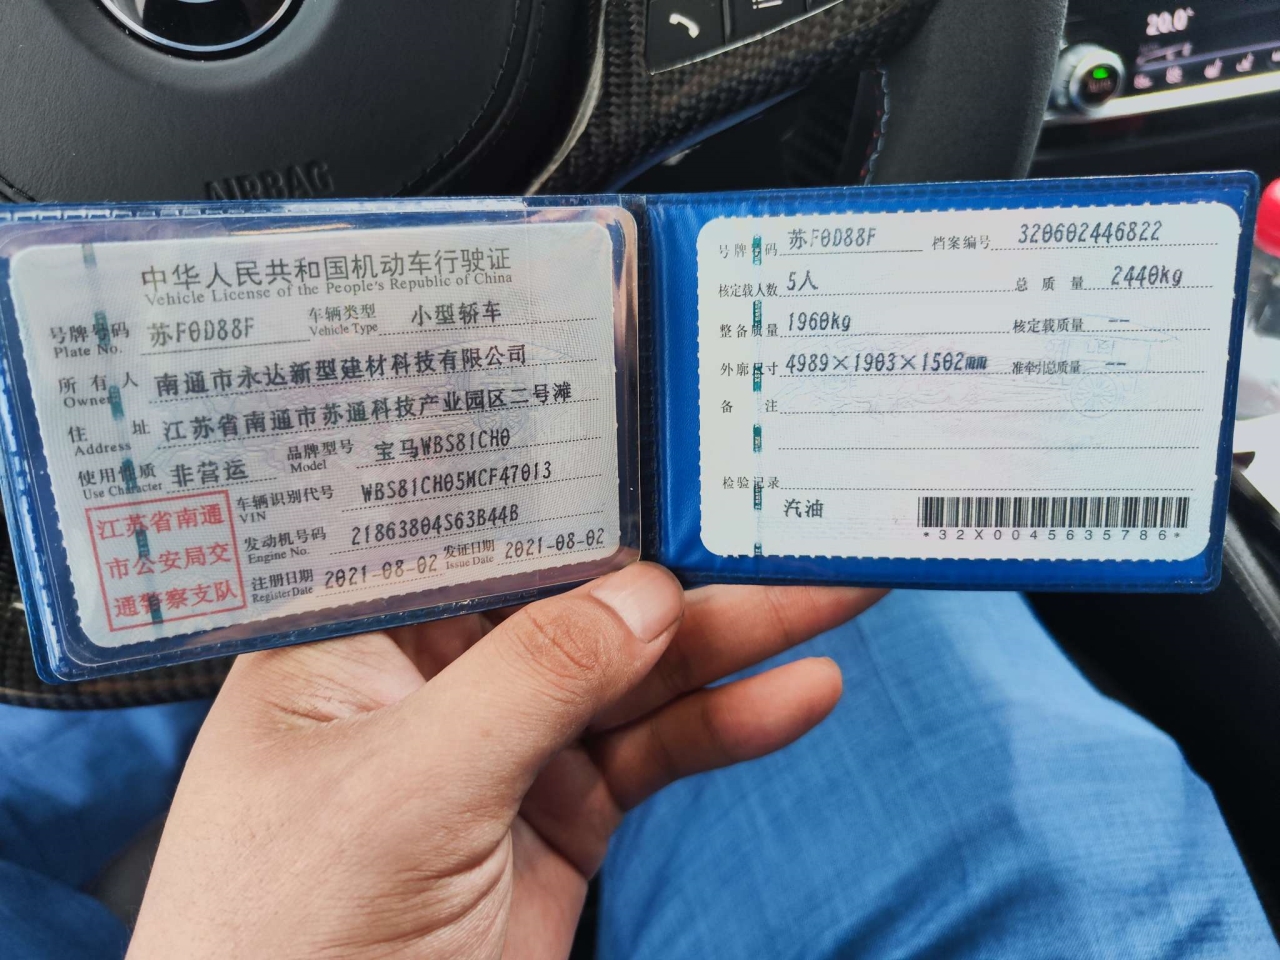 AIRBAG
20.0°
中华人民共和国机动车行驶证
Vehicle License of the People's Republic of China
号牌号码 苏F0D88F 车辆类型 小型轿车
Plate No. Vehicle Type
所有人 南通市永达新型建材科技有限公司
Owner
住址 江苏省南通市苏通科技产业园区二号滩
Address
使用性质 非营运 品牌型号 宝马WBS81CH0
Use Character Model
江苏省南通
市公安局交
通警察支队
车辆识别代号 WBS81CH05MCF47013
VIN
发动机号码 21863804S63B44B
Engine No.
注册日期 2021-08-02 发证日期 2021-08-02
Register Date Issue Date
号牌号码 苏F0D88F 档案编号 320602446822
核定载人数 5人 总质量 2440kg
整备质量 1960kg 核定载质量 --
外廓尺寸 4989×1903×1502mm 准牵引总质量 --
备注
检验记录
汽油
*32X0045635786*